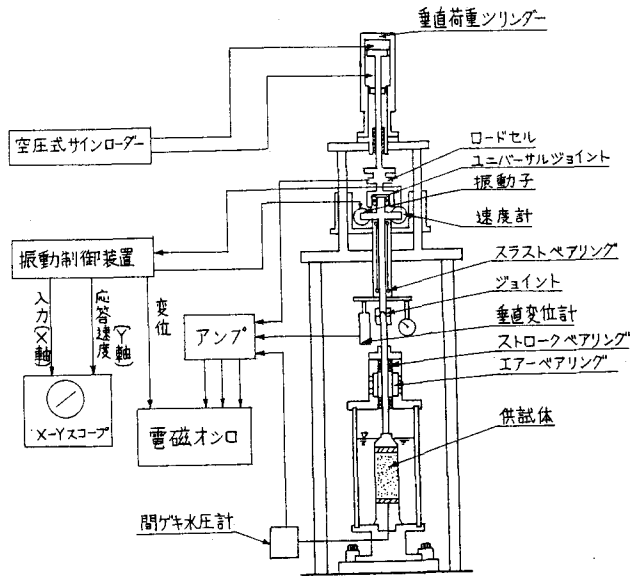 垂直荷重ツリンダー
空圧式サインローダー
ロードセル
ユニバーサルジョイント
振動子
速度計
スラストベアリング
振動制御装置
ジョイント
入力(X軸)
応答速度(Y軸)
変位
アンプ
垂直変位計
ストロークベアリング
エアーベアリング
X-Yスコープ
電磁オシロ
供試体
間ゲキ水圧計